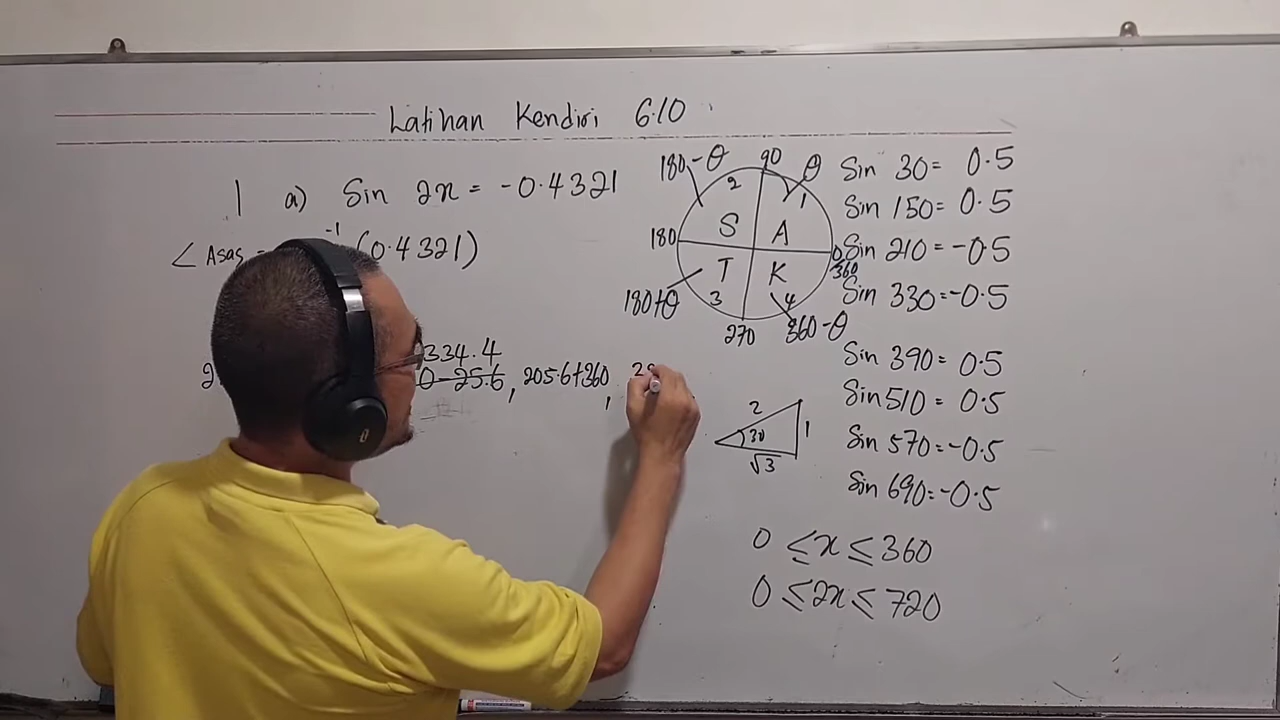 Latihan Kendiri 6.10
1 a) Sin 2x = -0.4321
∠ Asas = -1 (0.4321)
334.4
0-25.6, 205.6+360,
180-θ 90 θ
2 1
S A
180 0
360
T K
3 4
180+θ 270 360-θ
Sin 30= 0.5
Sin 150= 0.5
Sin 210= -0.5
Sin 330=-0.5
Sin 390= 0.5
Sin 510= 0.5
Sin 570=-0.5
Sin 690=-0.5
2 30 1
√3
0 ≤x≤360
0 ≤2x≤720